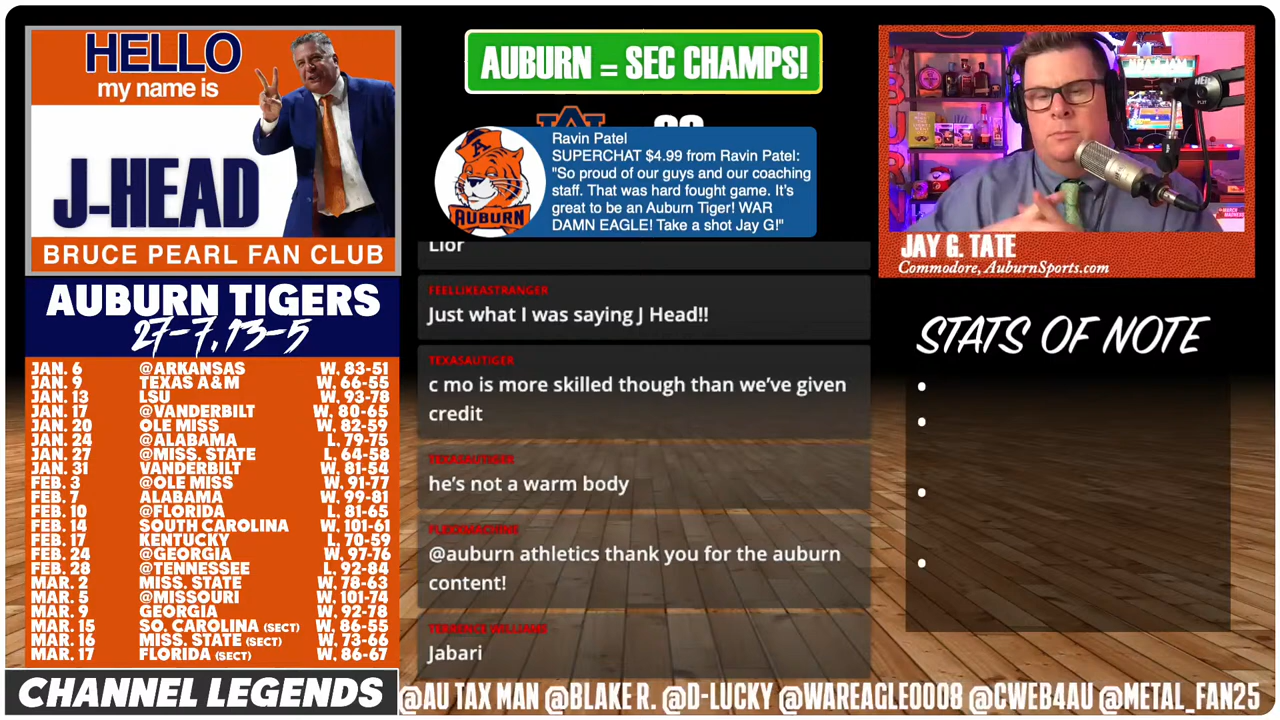 HELLO
my name is
J-HEAD
BRUCE PEARL FAN CLUB
AUBURN TIGERS
27-7, 13-5
JAN. 6 @ARKANSAS W, 83-51
JAN. 9 TEXAS A&M W, 66-55
JAN. 13 LSU W, 93-78
JAN. 17 @VANDERBILT W, 80-65
JAN. 20 OLE MISS W, 82-59
JAN. 24 @ALABAMA L, 79-75
JAN. 27 @MISS. STATE L, 64-58
JAN. 31 VANDERBILT W, 81-54
FEB. 3 @OLE MISS W, 91-77
FEB. 7 ALABAMA W, 99-81
FEB. 10 @FLORIDA L, 81-65
FEB. 14 SOUTH CAROLINA W, 101-61
FEB. 17 KENTUCKY L, 70-59
FEB. 24 @GEORGIA W, 97-76
FEB. 28 @TENNESSEE L, 92-84
MAR. 2 MISS. STATE W, 78-63
MAR. 5 @MISSOURI W, 101-74
MAR. 9 GEORGIA W, 92-78
MAR. 15 SO. CAROLINA (SECT) W, 86-55
MAR. 16 MISS. STATE (SECT) W, 73-66
MAR. 17 FLORIDA (SECT) W, 86-67
CHANNEL LEGENDS
AUBURN = SEC CHAMPS!
AUBURN
Ravin Patel
SUPERCHAT $4.99 from Ravin Patel:
"So proud of our guys and our coaching
staff. That was hard fought game. It's
great to be an Auburn Tiger! WAR
DAMN EAGLE! Take a shot Jay G!"
Lior
FEELLIKEASTRANGER
Just what I was saying J Head!!
TEXASAUTIGER
c mo is more skilled though than we've given
credit
TEXASAUTIGER
he's not a warm body
@auburn athletics thank you for the auburn
content!
TERRENCE WILLIAMS
Jabari
NBA JAM
JAY G. TATE
Commodore, AuburnSports.com
STATS OF NOTE
@AU TAX MAN @BLAKE R. @D-LUCKY @WAREAGLE0008 @CWEB4AU @METAL_FAN25